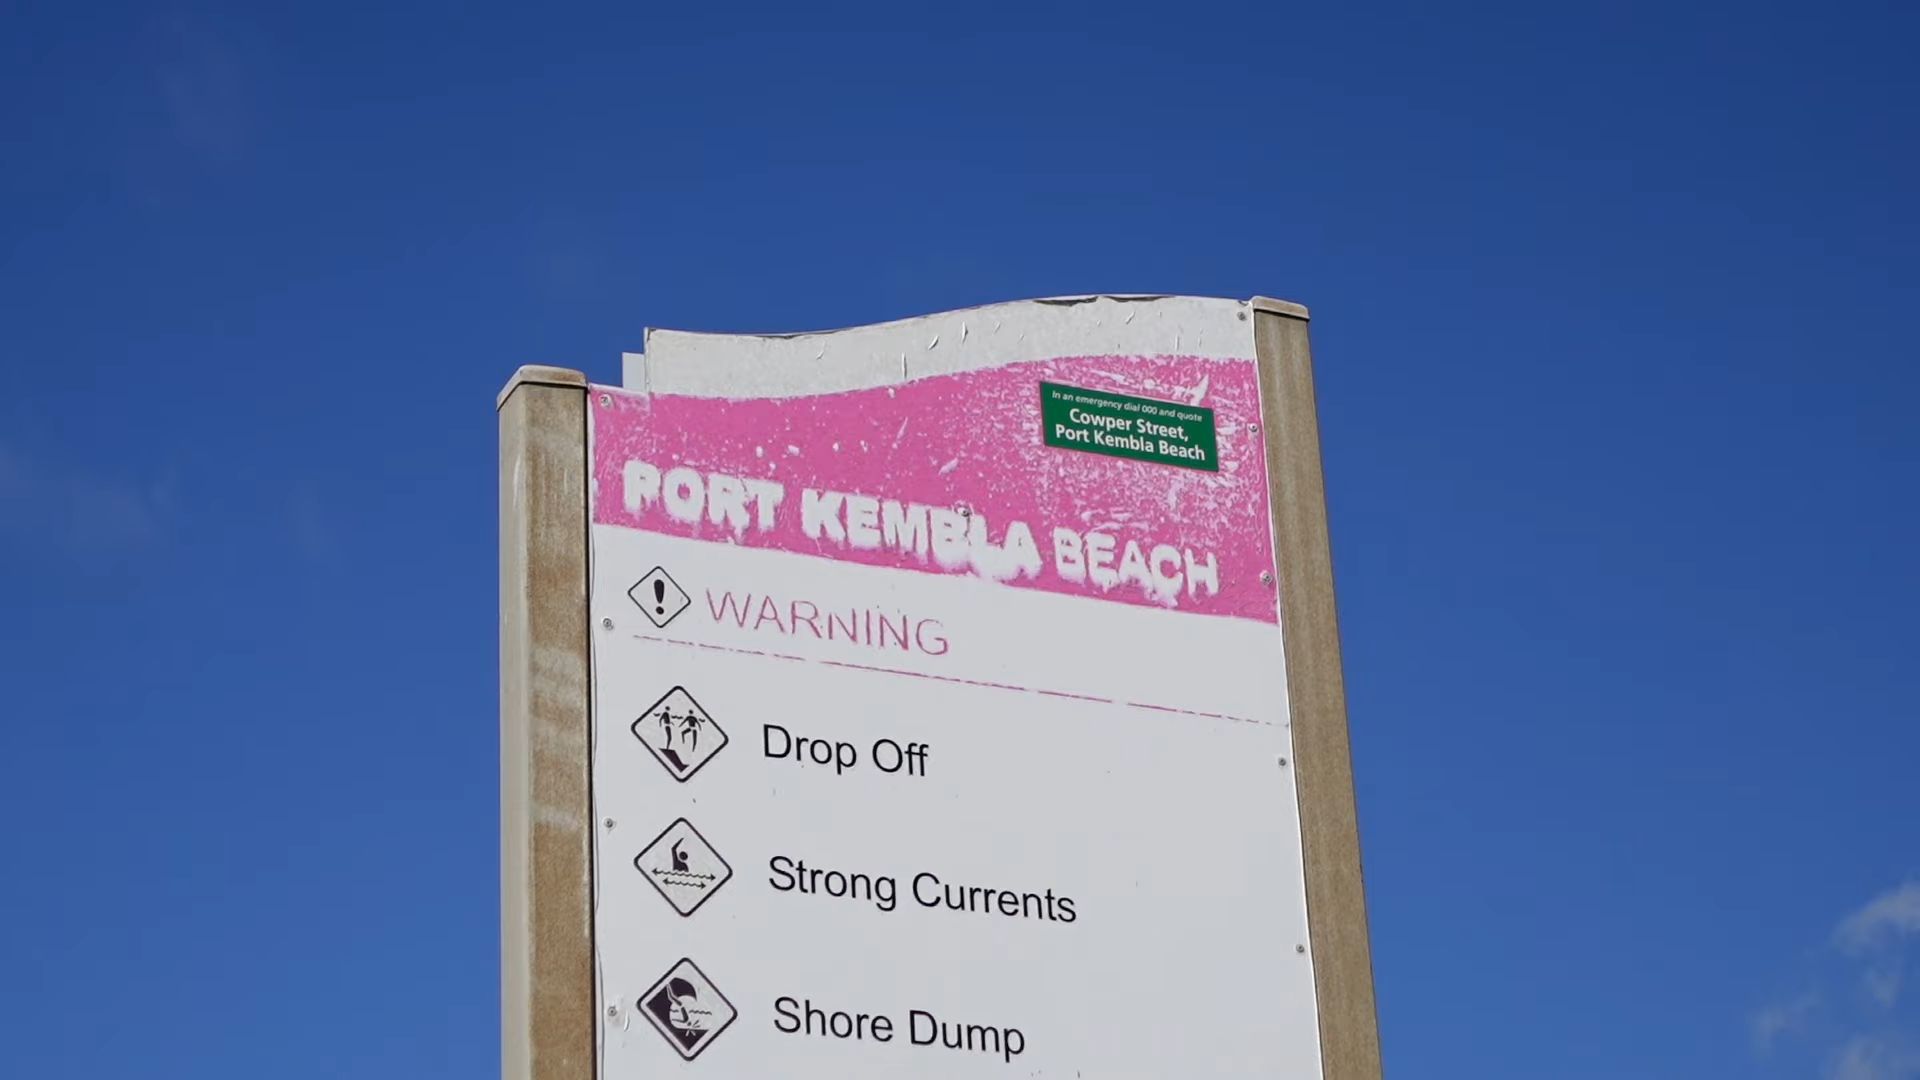 In an emergency dial 000 and quote
Cowper Street,
Port Kembla Beach
PORT KEMBLA BEACH
WARNING
Drop Off
Strong Currents
Shore Dump